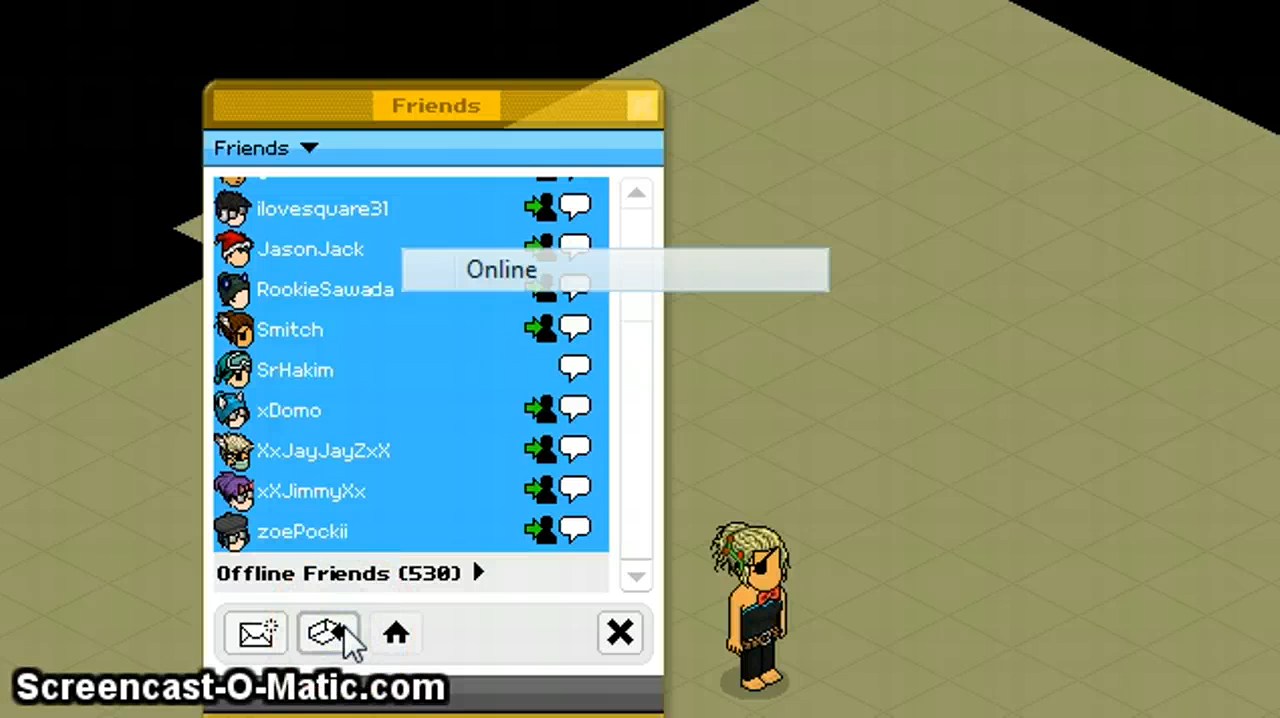 Friends
Friends
ilovesquare31
JasonJack
Online
RookieSawada
Smitch
SrHakim
xDomo
XxJayJayZxX
xXJimmyXx
zoePockii
Offline Friends (530)
Screencast-O-Matic.com